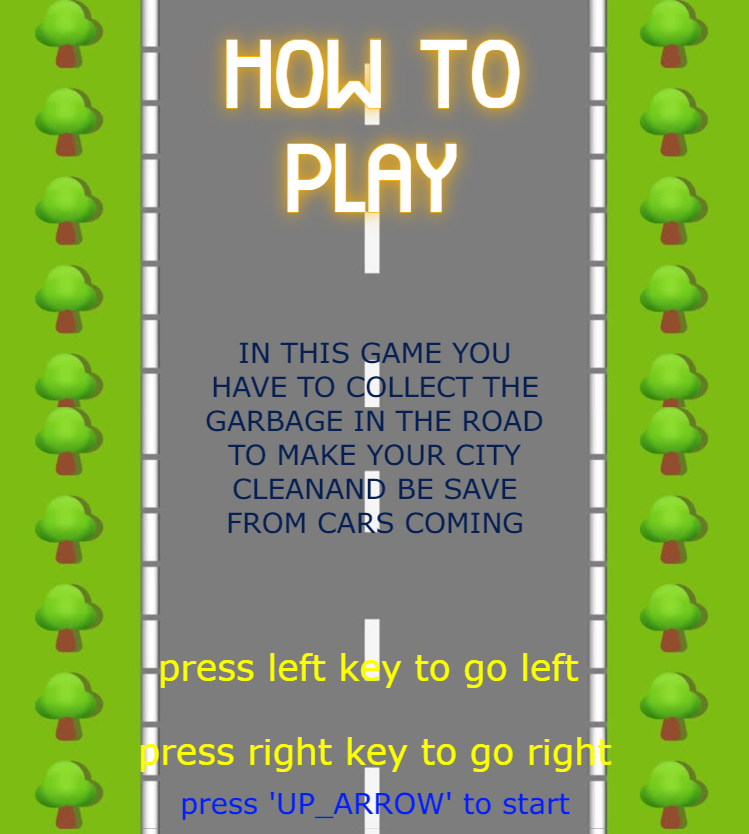 HOW TO
PLAY
IN THIS GAME YOU
HAVE TO COLLECT THE
GARBAGE IN THE ROAD
TO MAKE YOUR CITY
CLEANAND BE SAVE
FROM CARS COMING
press left key to go left
press right key to go right
press 'UP_ARROW' to start